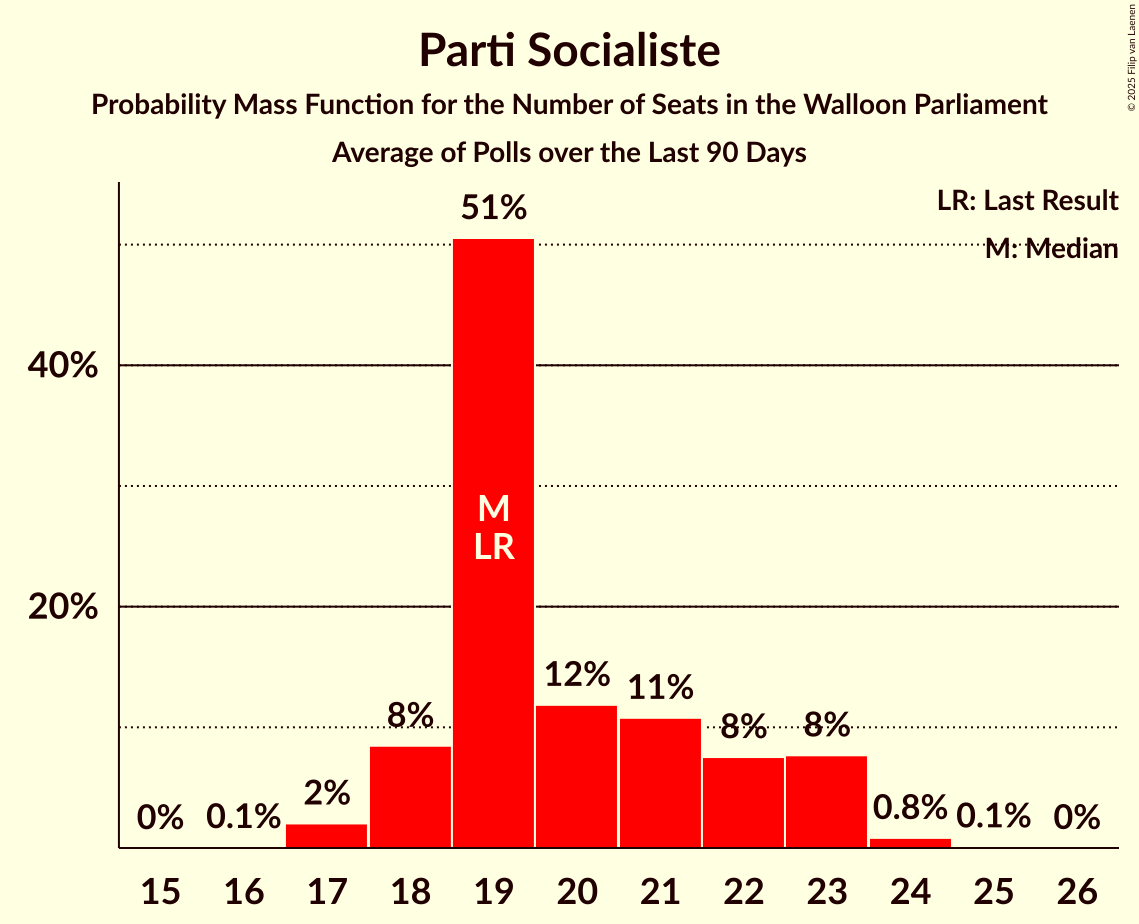 Parti Socialiste
Probability Mass Function for the Number of Seats in the Walloon Parliament
Average of Polls over the Last 90 Days
© 2025 Filip van Laenen
LR: Last Result
M: Median
40%
20%
0%
0.1%
2%
8%
51%
12%
11%
8%
8%
0.8%
0.1%
0%
M
LR
15 16 17 18 19 20 21 22 23 24 25 26